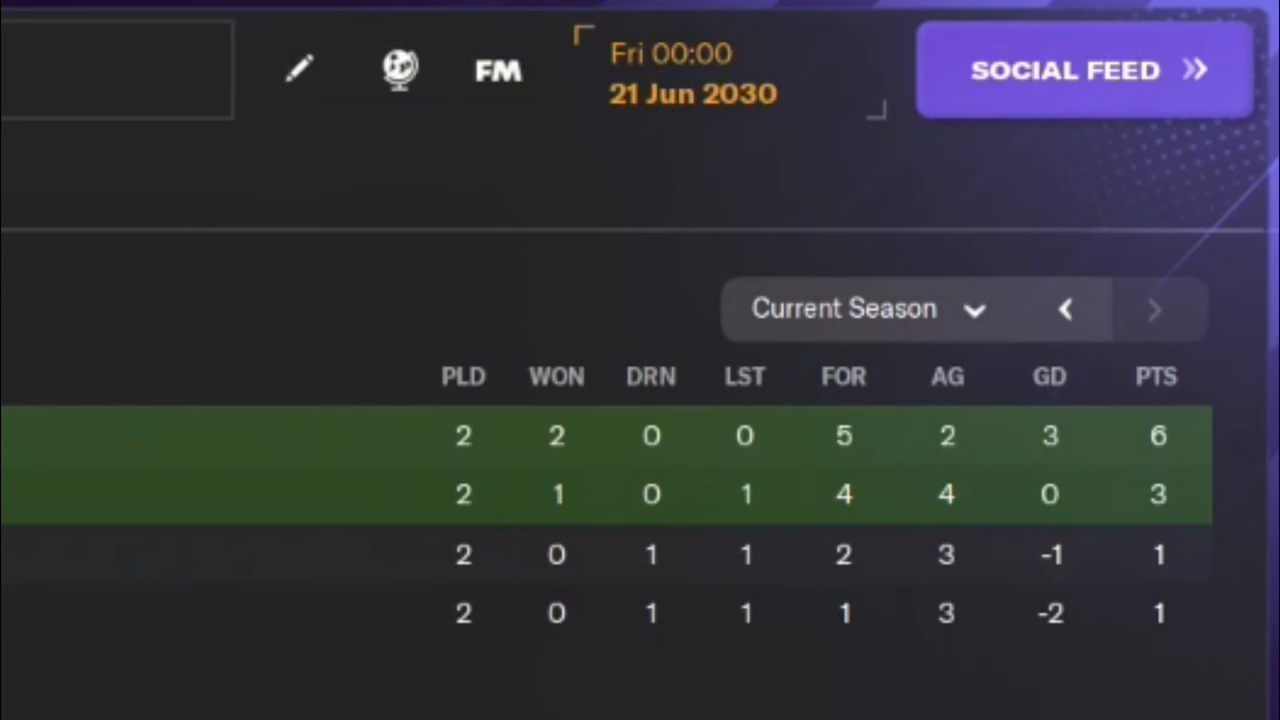 FM
Fri 00:00
21 Jun 2030
SOCIAL FEED
Current Season
PLD WON DRN LST FOR AG GD PTS
2 2 0 0 5 2 3 6
2 1 0 1 4 4 0 3
2 0 1 1 2 3 -1 1
2 0 1 1 1 3 -2 1